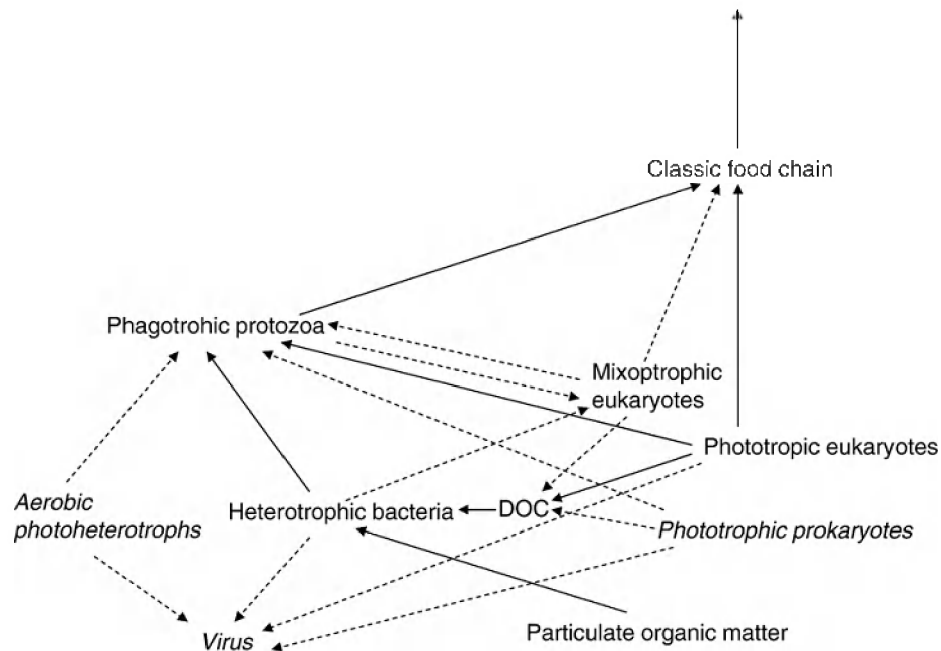 Classic food chain
Phagotrohic protozoa
Mixoptrophic
eukaryotes
Phototropic eukaryotes
Aerobic
photoheterotrophs
Heterotrophic bacteria
DOC
Phototrophic prokaryotes
Virus
Particulate organic matter